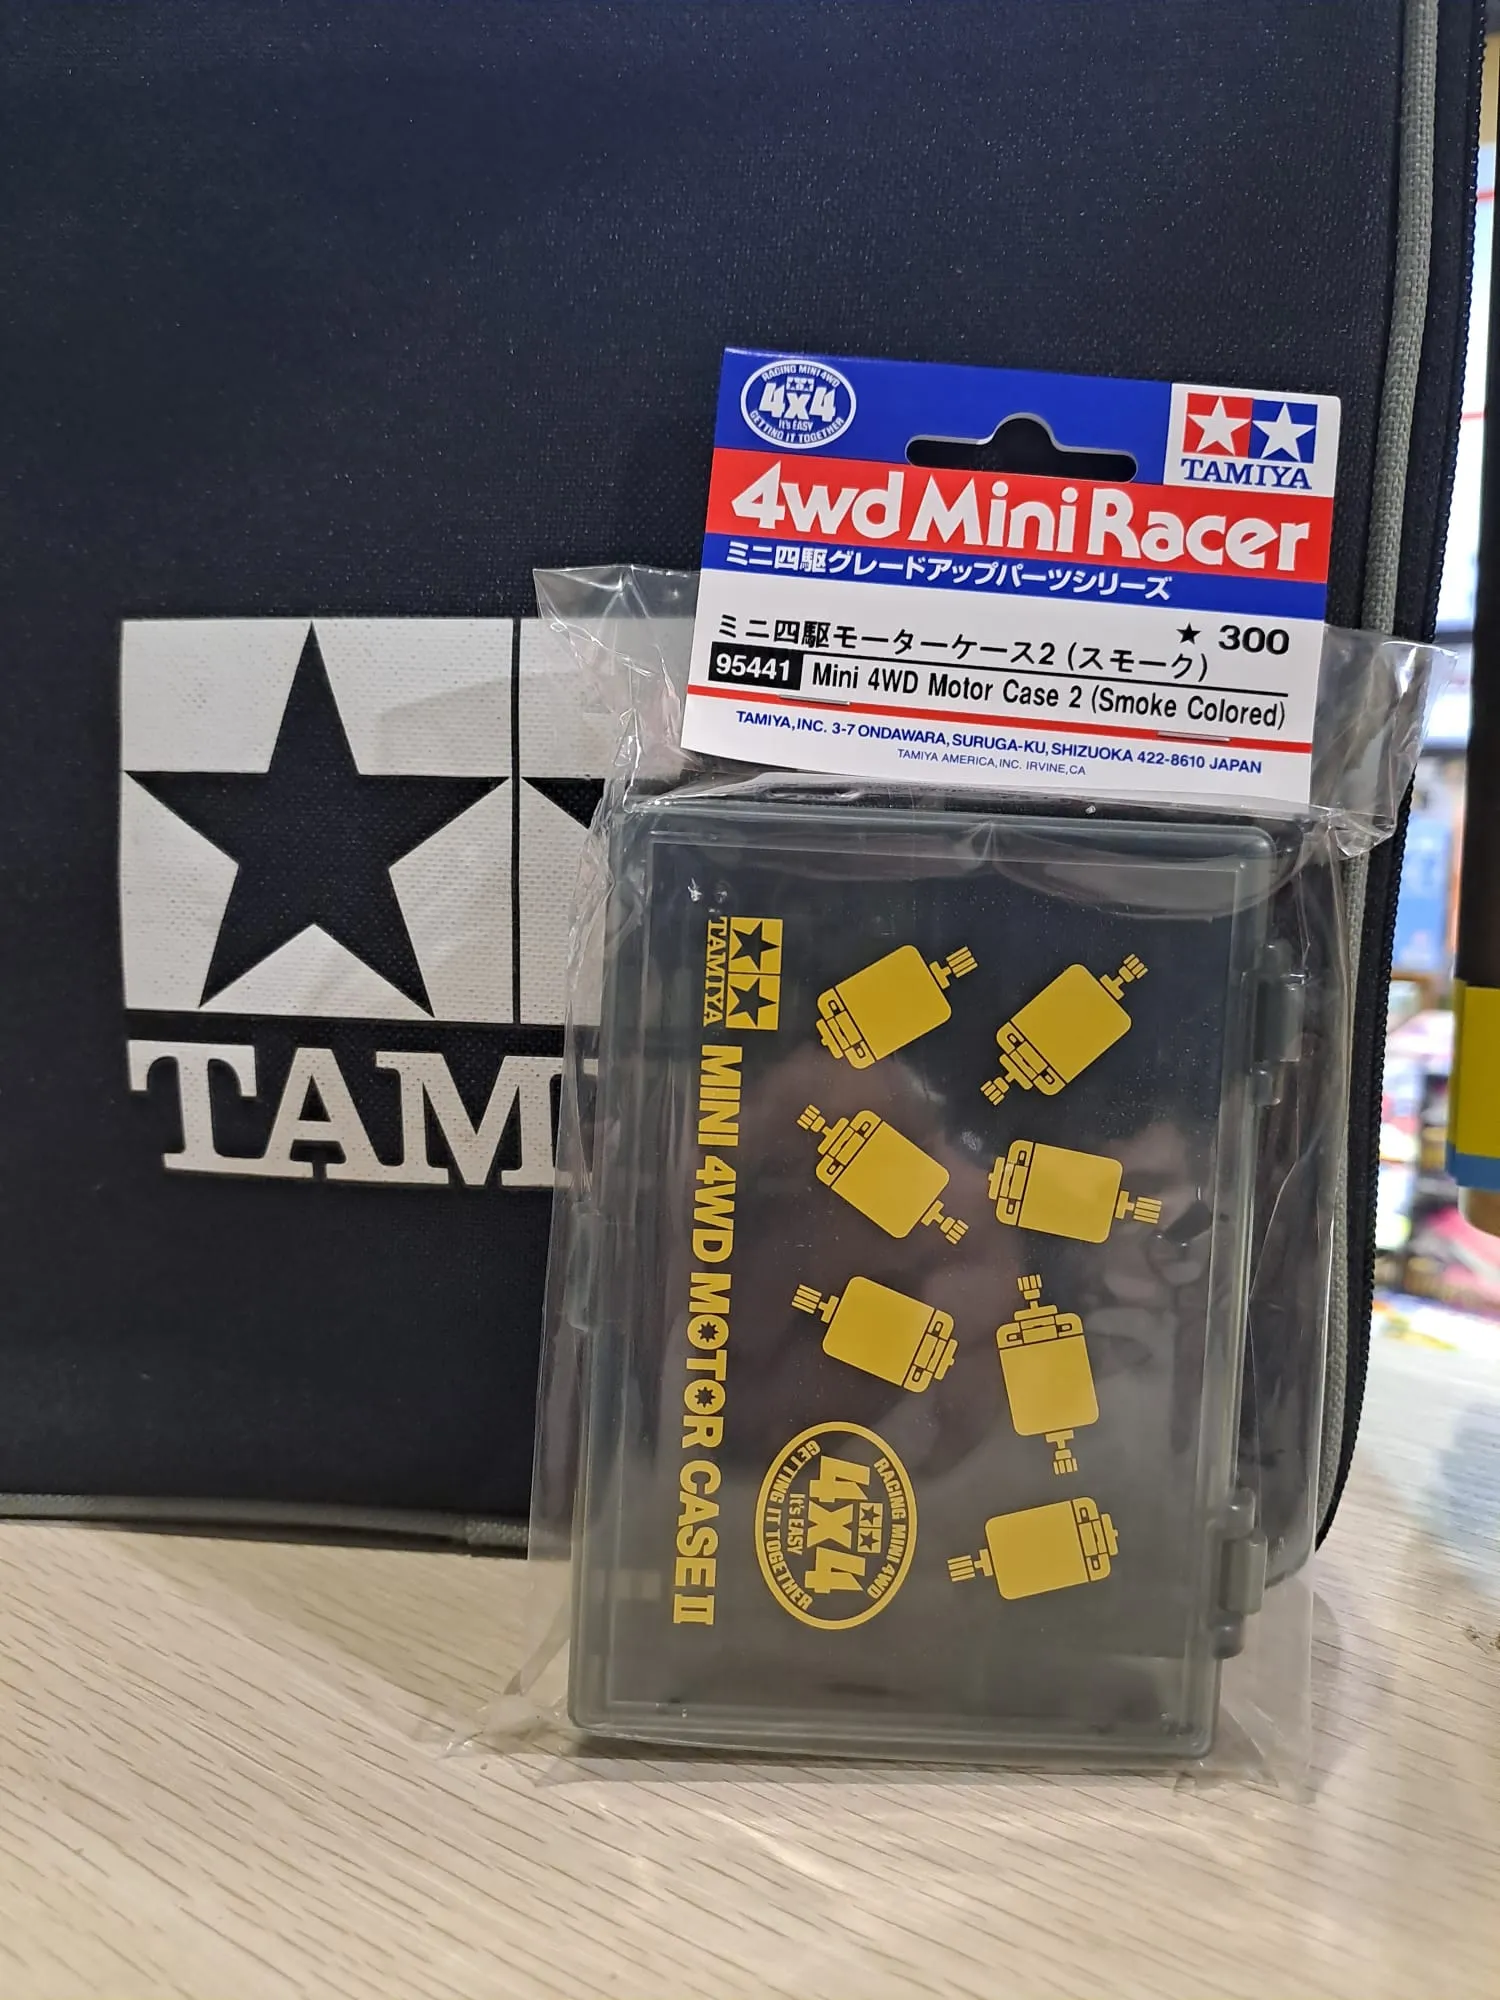 RACING MINI 4WD
4x4
It's EASY
GETTING IT TOGETHER
TAMIYA
4wd Mini Racer
ミニ四駆グレードアップパーツシリーズ
ミニ四駆モーターケース2 (スモーク)
★ 300
95441 Mini 4WD Motor Case 2 (Smoke Colored)
TAMIYA, INC. 3-7 ONDAWARA, SURUGA-KU, SHIZUOKA 422-8610 JAPAN
TAMIYA AMERICA, INC. IRVINE, CA
TAM
TAMIYA
MINI 4WD MOTOR CASE II
RACING MINI 4WD
4x4
It's EASY
GETTING IT TOGETHER